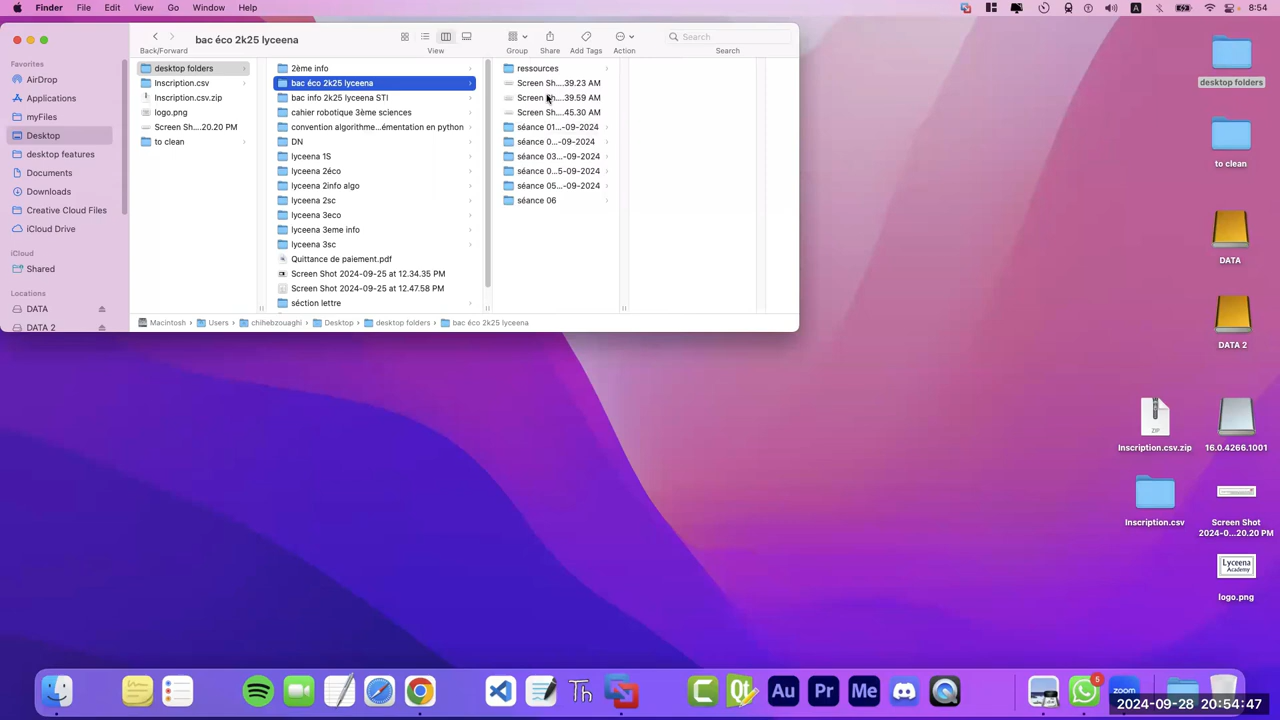 Finder File Edit View Go Window Help
A 8:54
bac éco 2k25 lyceena
Search
Back/Forward View Group Share Add Tags Action Search
Favorites
AirDrop
Applications
myFiles
Desktop
desktop features
Documents
Downloads
Creative Cloud Files
iCloud Drive
iCloud
Shared
Locations
DATA
DATA 2
desktop folders
Inscription.csv
Inscription.csv.zip
logo.png
Screen Sh....20.20 PM
to clean
2ème info
bac éco 2k25 lyceena
bac info 2k25 lyceena STI
cahier robotique 3ème sciences
convention algorithme...émentation en python
DN
lyceena 1S
lyceena 2éco
lyceena 2info algo
lyceena 2sc
lyceena 3eco
lyceena 3eme info
lyceena 3sc
Quittance de paiement.pdf
Screen Shot 2024-09-25 at 12.34.35 PM
Screen Shot 2024-09-25 at 12.47.58 PM
séction lettre
ressources
Screen Sh....39.23 AM
Screen Sh....39.59 AM
Screen Sh....45.30 AM
séance 01...-09-2024
séance 0...-09-2024
séance 03...-09-2024
séance 0...5-09-2024
séance 05...-09-2024
séance 06
Macintosh Users chihebzouaghi Desktop desktop folders bac éco 2k25 lyceena
desktop folders
to clean
DATA
DATA 2
ZIP
Inscription.csv.zip
16.0.4266.1001
Inscription.csv
Screen Shot
2024-0...20.20 PM
Lyceena
Academy
logo.png
Th
Qt
Au
Pr
Me
5
zoom
2024-09-28 20:54:47